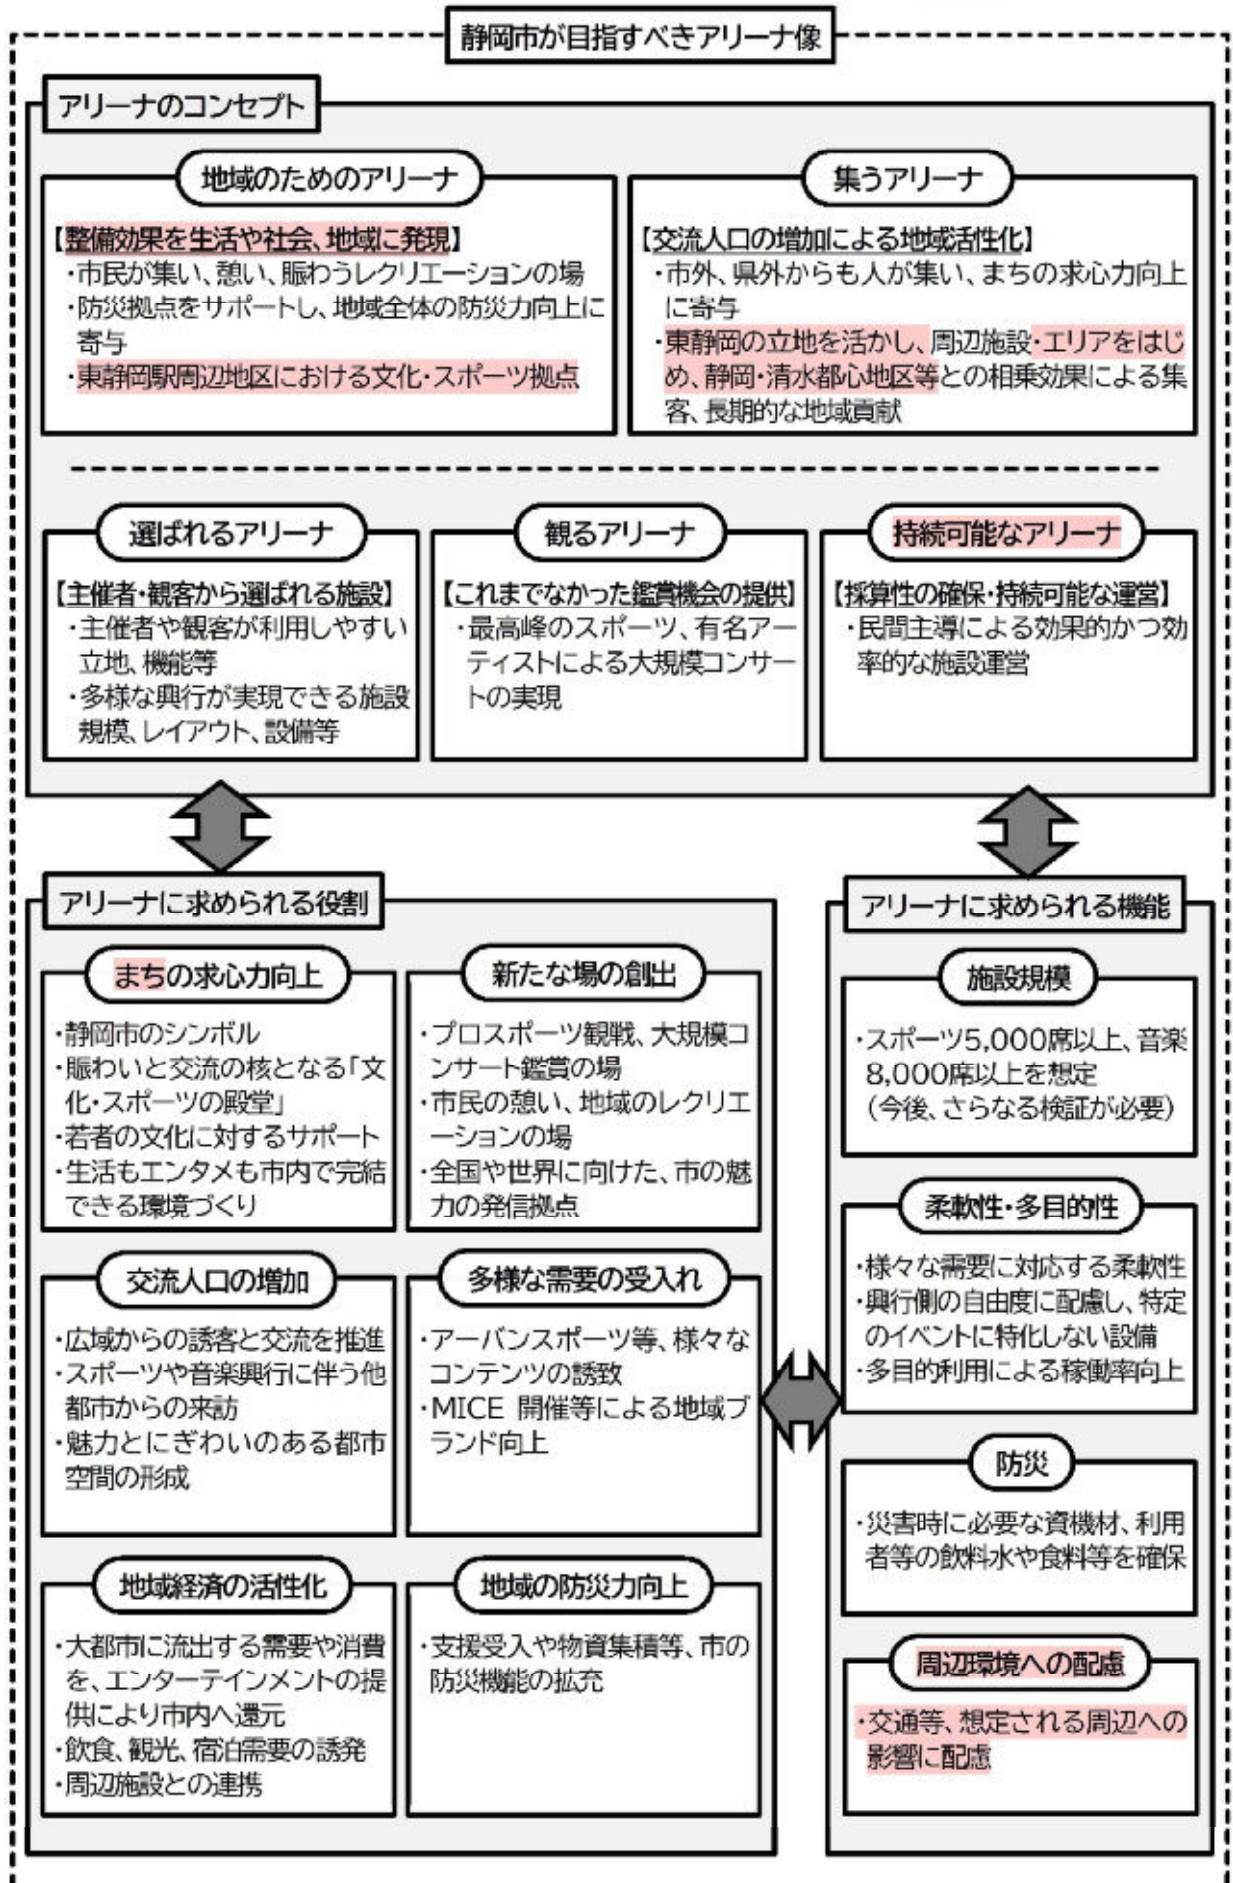 静岡市が目指すべきアリーナ像
アリーナのコンセプト
地域のためのアリーナ
【整備効果を生活や社会、地域に発現】
・市民が集い、憩い、賑わうレクリエーションの場
・防災拠点をサポートし、地域全体の防災力向上に
寄与
・東静岡駅周辺地区における文化・スポーツ拠点
集うアリーナ
【交流人口の増加による地域活性化】
・市外、県外からも人が集い、まちの求心力向上
に寄与
・東静岡の立地を活かし、周辺施設・エリアをはじ
め、静岡・清水都心地区等との相乗効果による集
客、長期的な地域貢献
選ばれるアリーナ
【主催者・観客から選ばれる施設】
・主催者や観客が利用しやすい
立地、機能等
・多様な興行が実現できる施設
規模、レイアウト、設備等
観るアリーナ
【これまでなかった鑑賞機会の提供】
・最高峰のスポーツ、有名アー
ティストによる大規模コンサー
トの実現
持続可能なアリーナ
【採算性の確保・持続可能な運営】
・民間主導による効果的かつ効
率的な施設運営
アリーナに求められる役割
まちの求心力向上
・静岡市のシンボル
・賑わいと交流の核となる「文
化・スポーツの殿堂」
・若者の文化に対するサポート
・生活もエンタメも市内で完結
できる環境づくり
新たな場の創出
・プロスポーツ観戦、大規模コ
ンサート鑑賞の場
・市民の憩い、地域のレクリエ
ーションの場
・全国や世界に向けた、市の魅
力の発信拠点
交流人口の増加
・広域からの誘客と交流を推進
・スポーツや音楽興行に伴う他
都市からの来訪
・魅力とにぎわいのある都市
空間の形成
多様な需要の受入れ
・アーバンスポーツ等、様々な
コンテンツの誘致
・MICE 開催等による地域ブ
ランド向上
地域経済の活性化
・大都市に流出する需要や消費
を、エンターテインメントの提
供により市内へ還元
・飲食、観光、宿泊需要の誘発
・周辺施設との連携
地域の防災力向上
・支援受入や物資集積等、市の
防災機能の拡充
アリーナに求められる機能
施設規模
・スポーツ5,000席以上、音楽
8,000席以上を想定
（今後、さらなる検証が必要）
柔軟性・多目的性
・様々な需要に対応する柔軟性
・興行側の自由度に配慮し、特定
のイベントに特化しない設備
・多目的利用による稼働率向上
防災
・災害時に必要な資機材、利用
者等の飲料水や食料等を確保
周辺環境への配慮
・交通等、想定される周辺への
影響に配慮